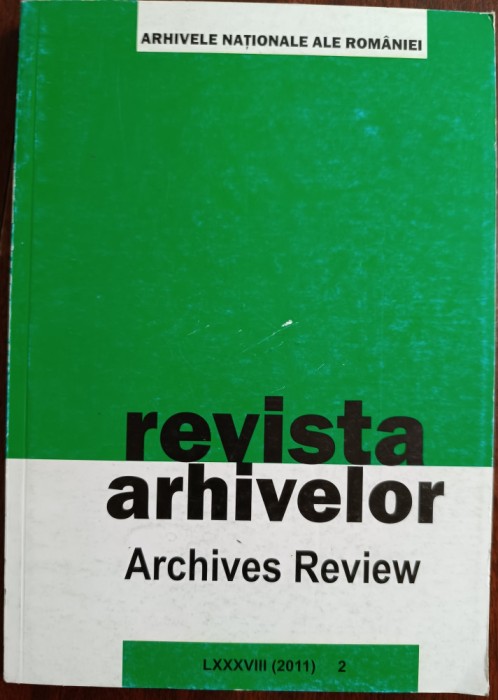 ARHIVELE NAȚIONALE ALE ROMÂNIEI
revista
arhivelor
Archives Review
LXXXVIII (2011) 2